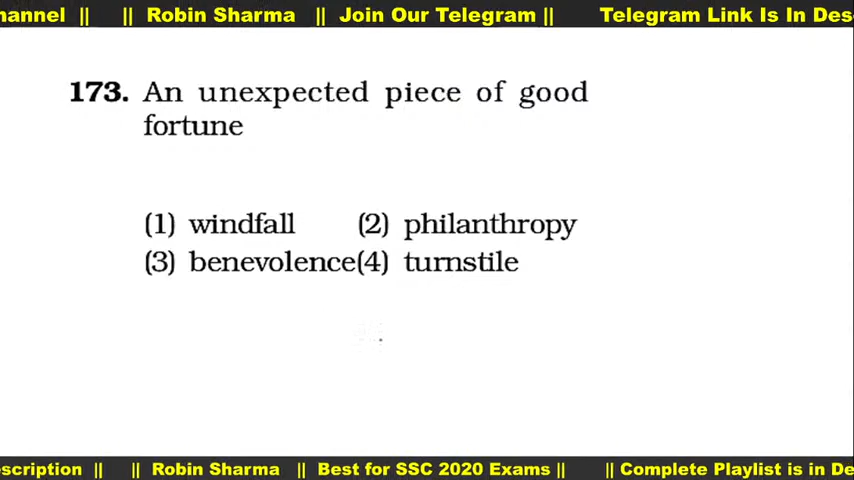 hannel || || Robin Sharma || Join Our Telegram || Telegram Link Is In Des
173. An unexpected piece of good
fortune
(1) windfall (2) philanthropy
(3) benevolence(4) turnstile
scription || || Robin Sharma || Best for SSC 2020 Exams || || Complete Playlist is in De